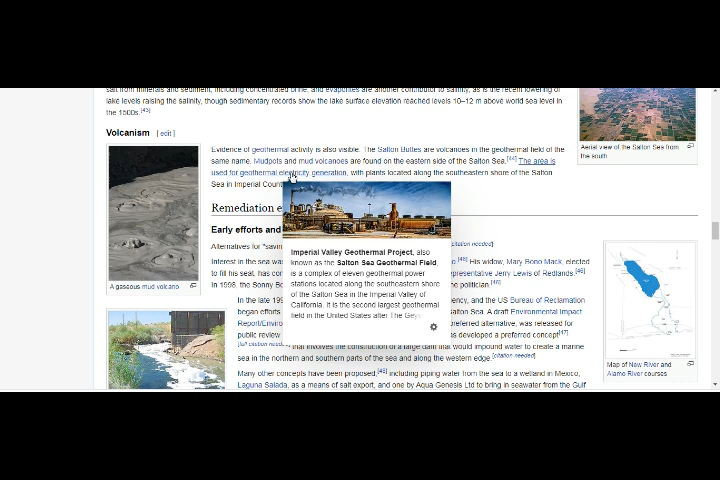 salt from minerals and sediment, including concentrated brine, and evaporites are another contributor to salinity, as is the recent lowering of
lake levels raising the salinity, though sedimentary records show the lake surface elevation reached levels 10–12 m above world sea level in
the 1500s.[43]
Volcanism [ edit ]
Evidence of geothermal activity is also visible. The Salton Buttes are volcanoes in the geothermal field of the
same name. Mudpots and mud volcanoes are found on the eastern side of the Salton Sea.[44] The area is
used for geothermal electricity generation, with plants located along the southeastern shore of the Salton
Sea in Imperial Count
A gaseous mud volcano
Aerial view of the Salton Sea from
the south
Remediation e
Early efforts and
Alternatives for "savin
citation needed]
Interest in the sea was
[46] His widow, Mary Bono Mack, elected
to fill his seat, has con
epresentative Jerry Lewis of Redlands.[46]
In 1998, the Sonny Bo
the politician.[46]
Imperial Valley Geothermal Project, also
known as the Salton Sea Geothermal Field,
is a complex of eleven geothermal power
stations located along the southeastern shore
of the Salton Sea in the Imperial Valley of
California. It is the second largest geothermal
field in the United States after The Gey
In the late 199
ency, and the US Bureau of Reclamation
began efforts
Salton Sea. A draft Environmental Impact
Report/Enviro
preferred alternative, was released for
public review
as developed a preferred concept[47]
[full citation needed]
that involves the construction of a large dam that would impound water to create a marine
sea in the northern and southern parts of the sea and along the western edge.[citation needed]
Many other concepts have been proposed,[48] including piping water from the sea to a wetland in Mexico,
Laguna Salada, as a means of salt export, and one by Aqua Genesis Ltd to bring in seawater from the Gulf
Map of New River and
Alamo River courses